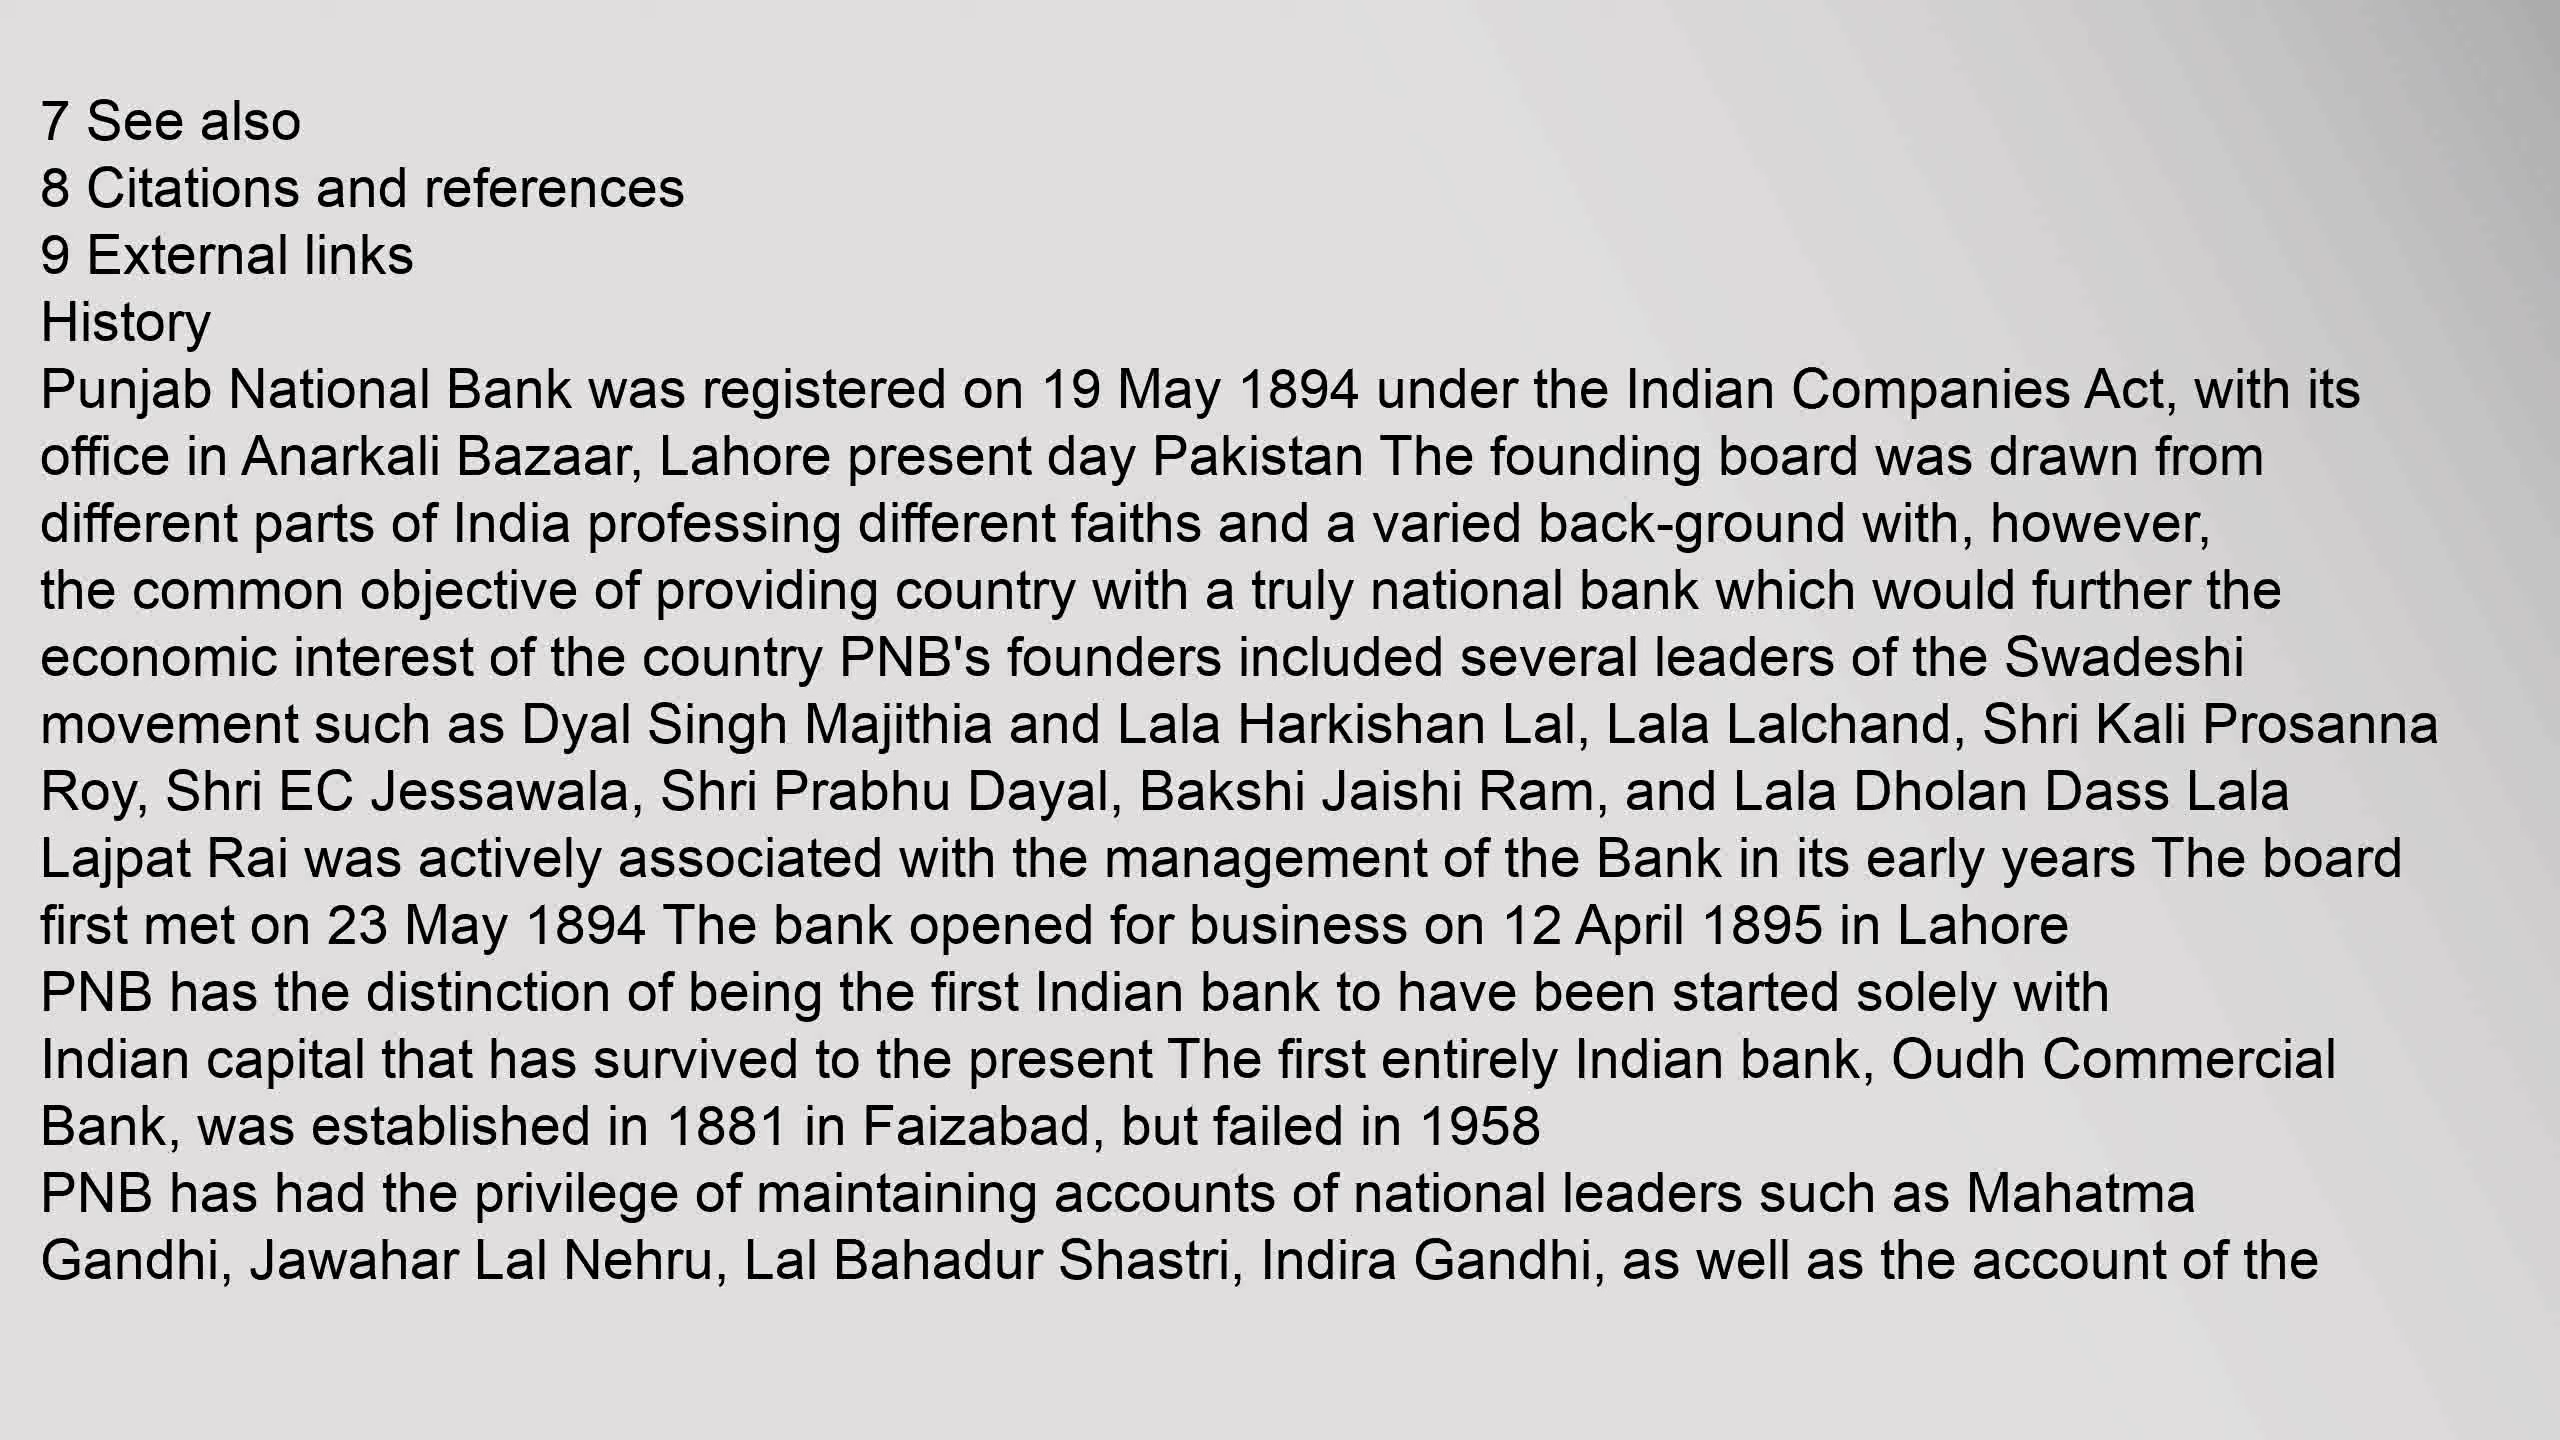 7 See also
8 Citations and references
9 External links
History
Punjab National Bank was registered on 19 May 1894 under the Indian Companies Act, with its
office in Anarkali Bazaar, Lahore present day Pakistan The founding board was drawn from
different parts of India professing different faiths and a varied back-ground with, however,
the common objective of providing country with a truly national bank which would further the
economic interest of the country PNB's founders included several leaders of the Swadeshi
movement such as Dyal Singh Majithia and Lala Harkishan Lal, Lala Lalchand, Shri Kali Prosanna
Roy, Shri EC Jessawala, Shri Prabhu Dayal, Bakshi Jaishi Ram, and Lala Dholan Dass Lala
Lajpat Rai was actively associated with the management of the Bank in its early years The board
first met on 23 May 1894 The bank opened for business on 12 April 1895 in Lahore
PNB has the distinction of being the first Indian bank to have been started solely with
Indian capital that has survived to the present The first entirely Indian bank, Oudh Commercial
Bank, was established in 1881 in Faizabad, but failed in 1958
PNB has had the privilege of maintaining accounts of national leaders such as Mahatma
Gandhi, Jawahar Lal Nehru, Lal Bahadur Shastri, Indira Gandhi, as well as the account of the